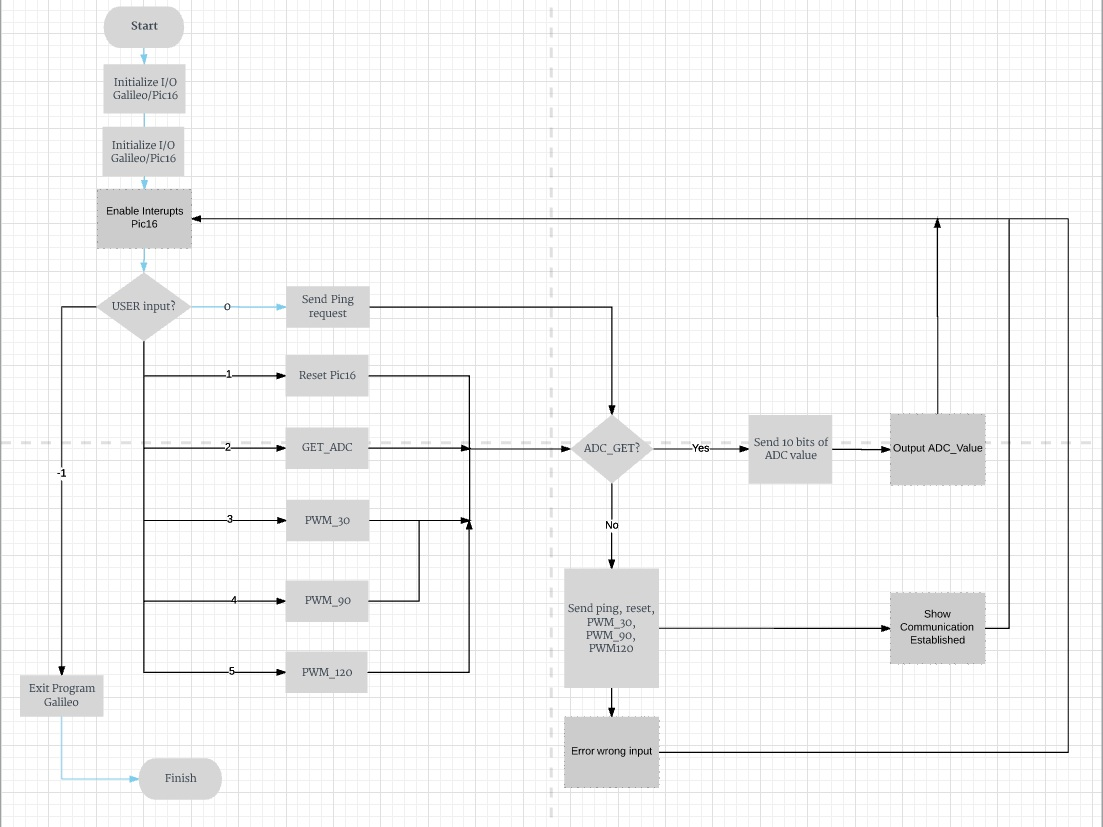 Start
Initialize I/O
Galileo/Pic16
Initialize I/O
Galileo/Pic16
Enable Interupts
Pic16
USER input?
0
Send Ping
request
1
Reset Pic16
2
GET_ADC
ADC_GET?
Yes
Send 10 bits of
ADC value
Output ADC_Value
-1
3
PWM_30
No
4
PWM_90
Send ping, reset,
PWM_30,
PWM_90,
PWM120
Show
Communication
Established
5
PWM_120
Exit Program
Galileo
Error wrong input
Finish